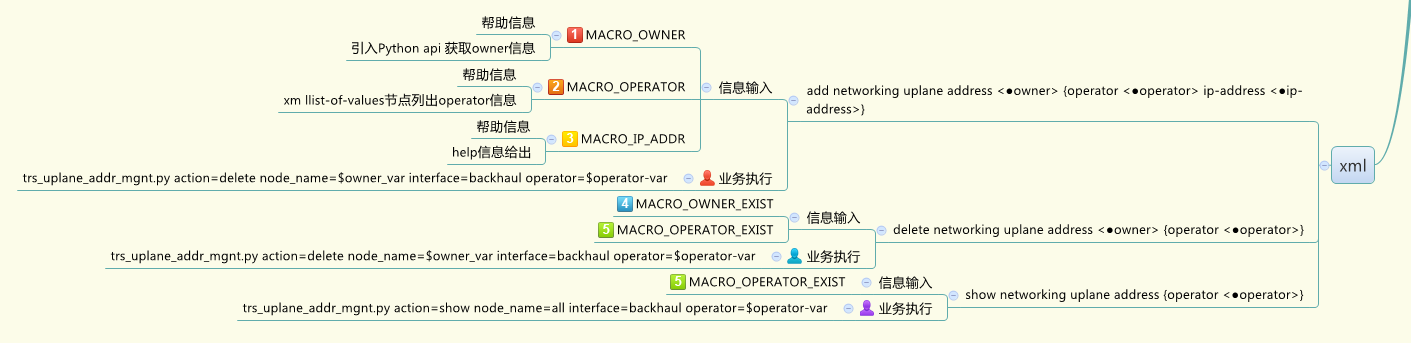 帮助信息
1 MACRO_OWNER
引入Python api 获取owner信息
帮助信息
2 MACRO_OPERATOR
信息输入
xm llist-of-values节点列出operator信息
add networking uplane address <●owner> {operator <●operator> ip-address <●ip-
address>}
帮助信息
3 MACRO_IP_ADDR
help信息给出
xml
trs_uplane_addr_mgnt.py action=delete node_name=$owner_var interface=backhaul operator=$operator-var
业务执行
4 MACRO_OWNER_EXIST
信息输入
5 MACRO_OPERATOR_EXIST
delete networking uplane address <●owner> {operator <●operator>}
trs_uplane_addr_mgnt.py action=delete node_name=$owner_var interface=backhaul operator=$operator-var
业务执行
5 MACRO_OPERATOR_EXIST
信息输入
show networking uplane address {operator <●operator>}
trs_uplane_addr_mgnt.py action=show node_name=all interface=backhaul operator=$operator-var
业务执行